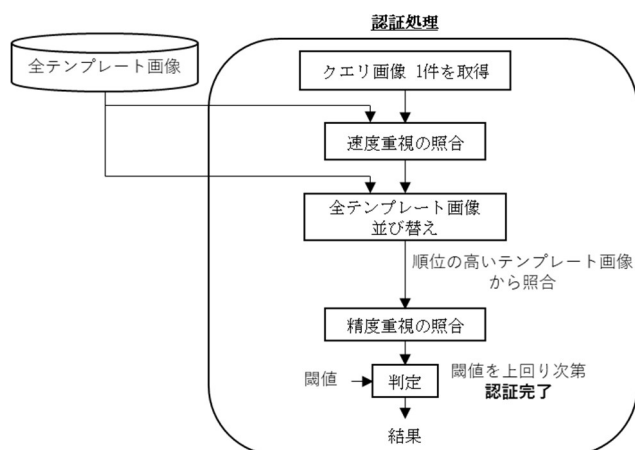 認証処理
全テンプレート画像
クエリ画像 1件を取得
速度重視の照合
全テンプレート画像
並び替え
順位の高いテンプレート画像
から照合
精度重視の照合
閾値
判定
閾値を上回り次第
認証完了
結果